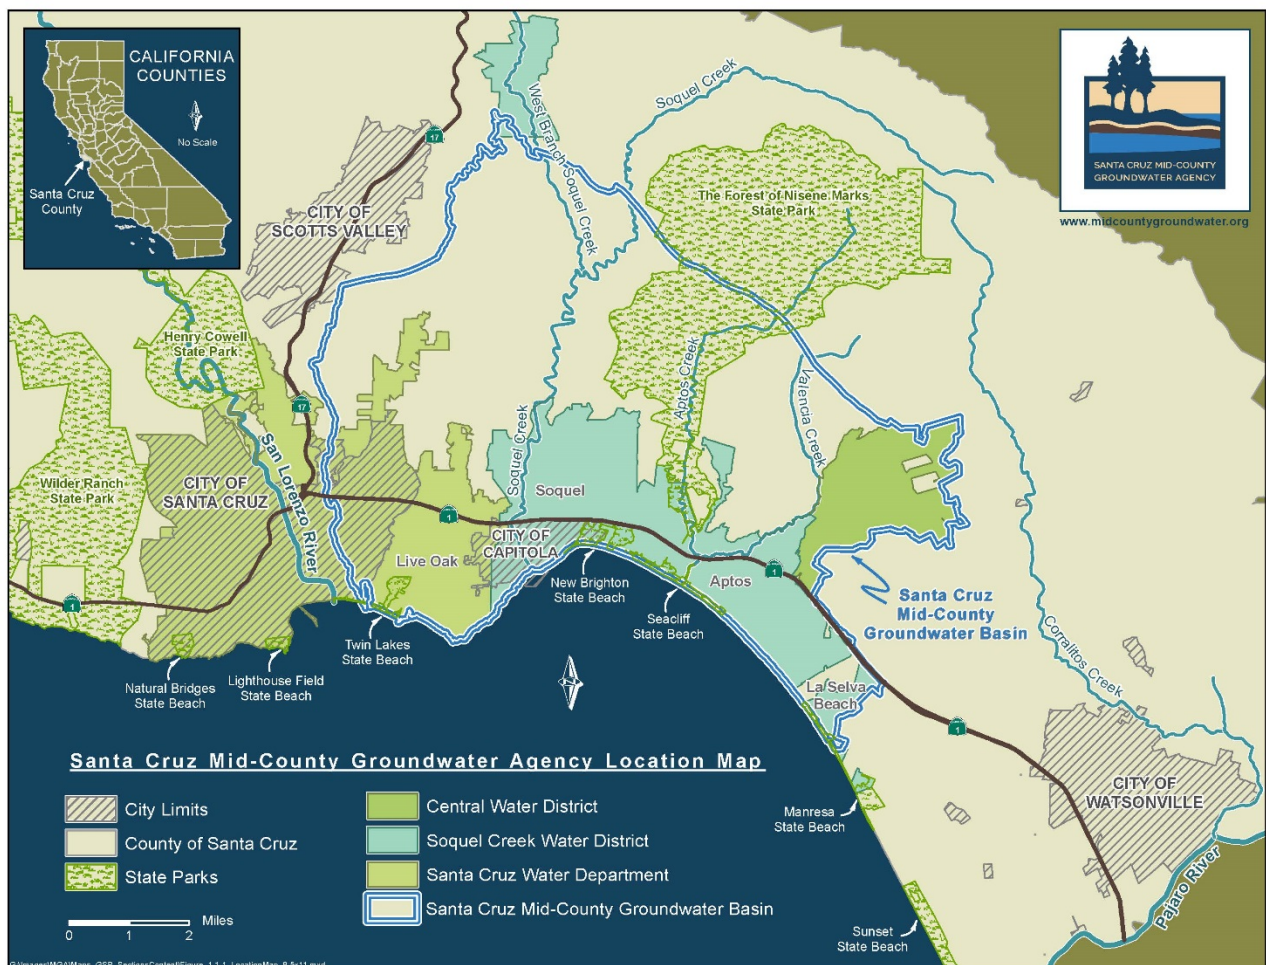 CALIFORNIA
COUNTIES
No Scale
Santa Cruz
County
17
CITY OF
SCOTTS VALLEY
West Branch Soquel Creek
Soquel Creek
The Forest of Nisene Marks
State Park
SANTA CRUZ MID-COUNTY
GROUNDWATER AGENCY
www.midcountygroundwater.org
Henry Cowell
State Park
17
Aptos Creek
Valencia Creek
Soquel Creek
San Lorenzo River
Wilder Ranch
State Park
CITY OF
SANTA CRUZ
Soquel
1
CITY OF
CAPITOLA
Live Oak
New Brighton
State Beach
Aptos
1
Santa Cruz
Mid-County
Groundwater Basin
1
Seacliff
State Beach
Twin Lakes
State Beach
Corralitos Creek
Natural Bridges
State Beach
Lighthouse Field
State Beach
La Selva
Beach
1
CITY OF
WATSONVILLE
Manresa
State Beach
Pajaro River
Sunset
State Beach
Santa Cruz Mid-County Groundwater Agency Location Map
City Limits
County of Santa Cruz
State Parks
Central Water District
Soquel Creek Water District
Santa Cruz Water Department
Santa Cruz Mid-County Groundwater Basin
Miles
0 1 2